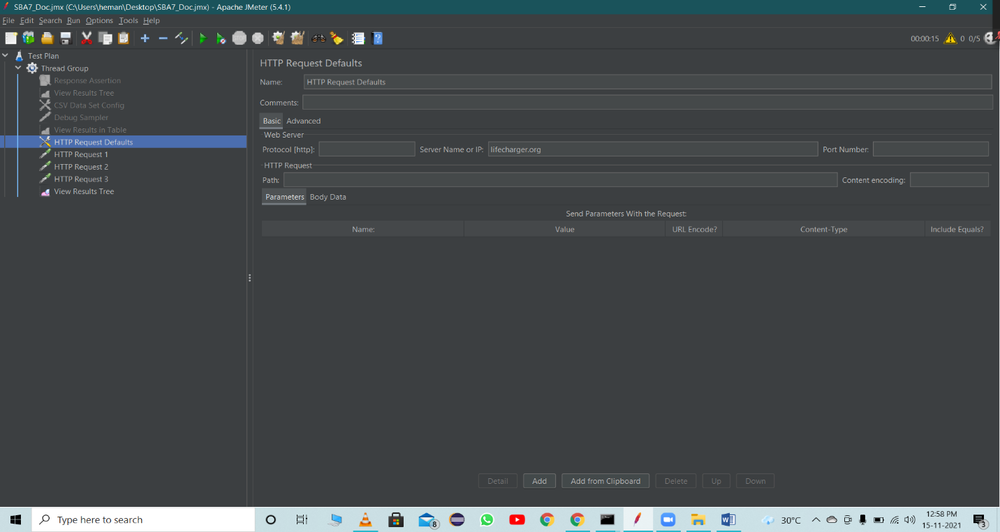 SBA7_Doc.jmx (C:\Users\heman\Desktop\SBA7_Doc.jmx) - Apache JMeter (5.4.1)
File Edit Search Run Options Tools Help
00:00:15 0 0/5
Test Plan
Thread Group
Response Assertion
View Results Tree
CSV Data Set Config
Debug Sampler
View Results in Table
HTTP Request Defaults
HTTP Request 1
HTTP Request 2
HTTP Request 3
View Results Tree
HTTP Request Defaults
Name: HTTP Request Defaults
Comments:
Basic Advanced
Web Server
Protocol [http]: Server Name or IP: lifecharger.org Port Number:
HTTP Request
Path: Content encoding:
Parameters Body Data
Send Parameters With the Request:
Name: Value URL Encode? Content-Type Include Equals?
Detail Add Add from Clipboard Delete Up Down
Type here to search 8 30°C 12:58 PM
15-11-2021 3